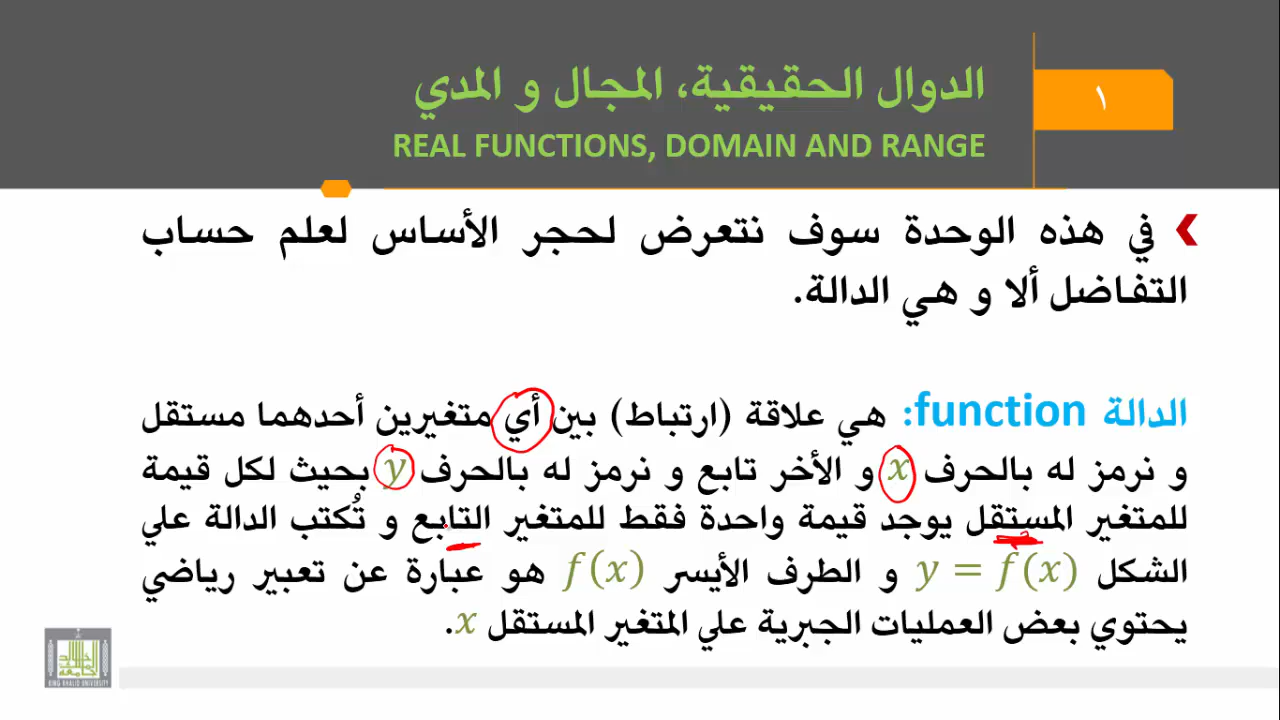 الدوال الحقيقية، المجال و المدي
١
REAL FUNCTIONS, DOMAIN AND RANGE
في هذه الوحدة سوف نتعرض لحجر الأساس لعلم حساب
التفاضل ألا و هي الدالة.
الدالة function: هي علاقة (ارتباط) بين أي متغيرين أحدهما مستقل
و نرمز له بالحرف x و الأخر تابع و نرمز له بالحرف y بحيث لكل قيمة
للمتغير المستقل يوجد قيمة واحدة فقط للمتغير التابع و تُكتب الدالة علي
الشكل y = f(x) و الطرف الأيسر f(x) هو عبارة عن تعبير رياضي
يحتوي بعض العمليات الجبرية علي المتغير المستقل x.
KING KHALID UNIVERSITY